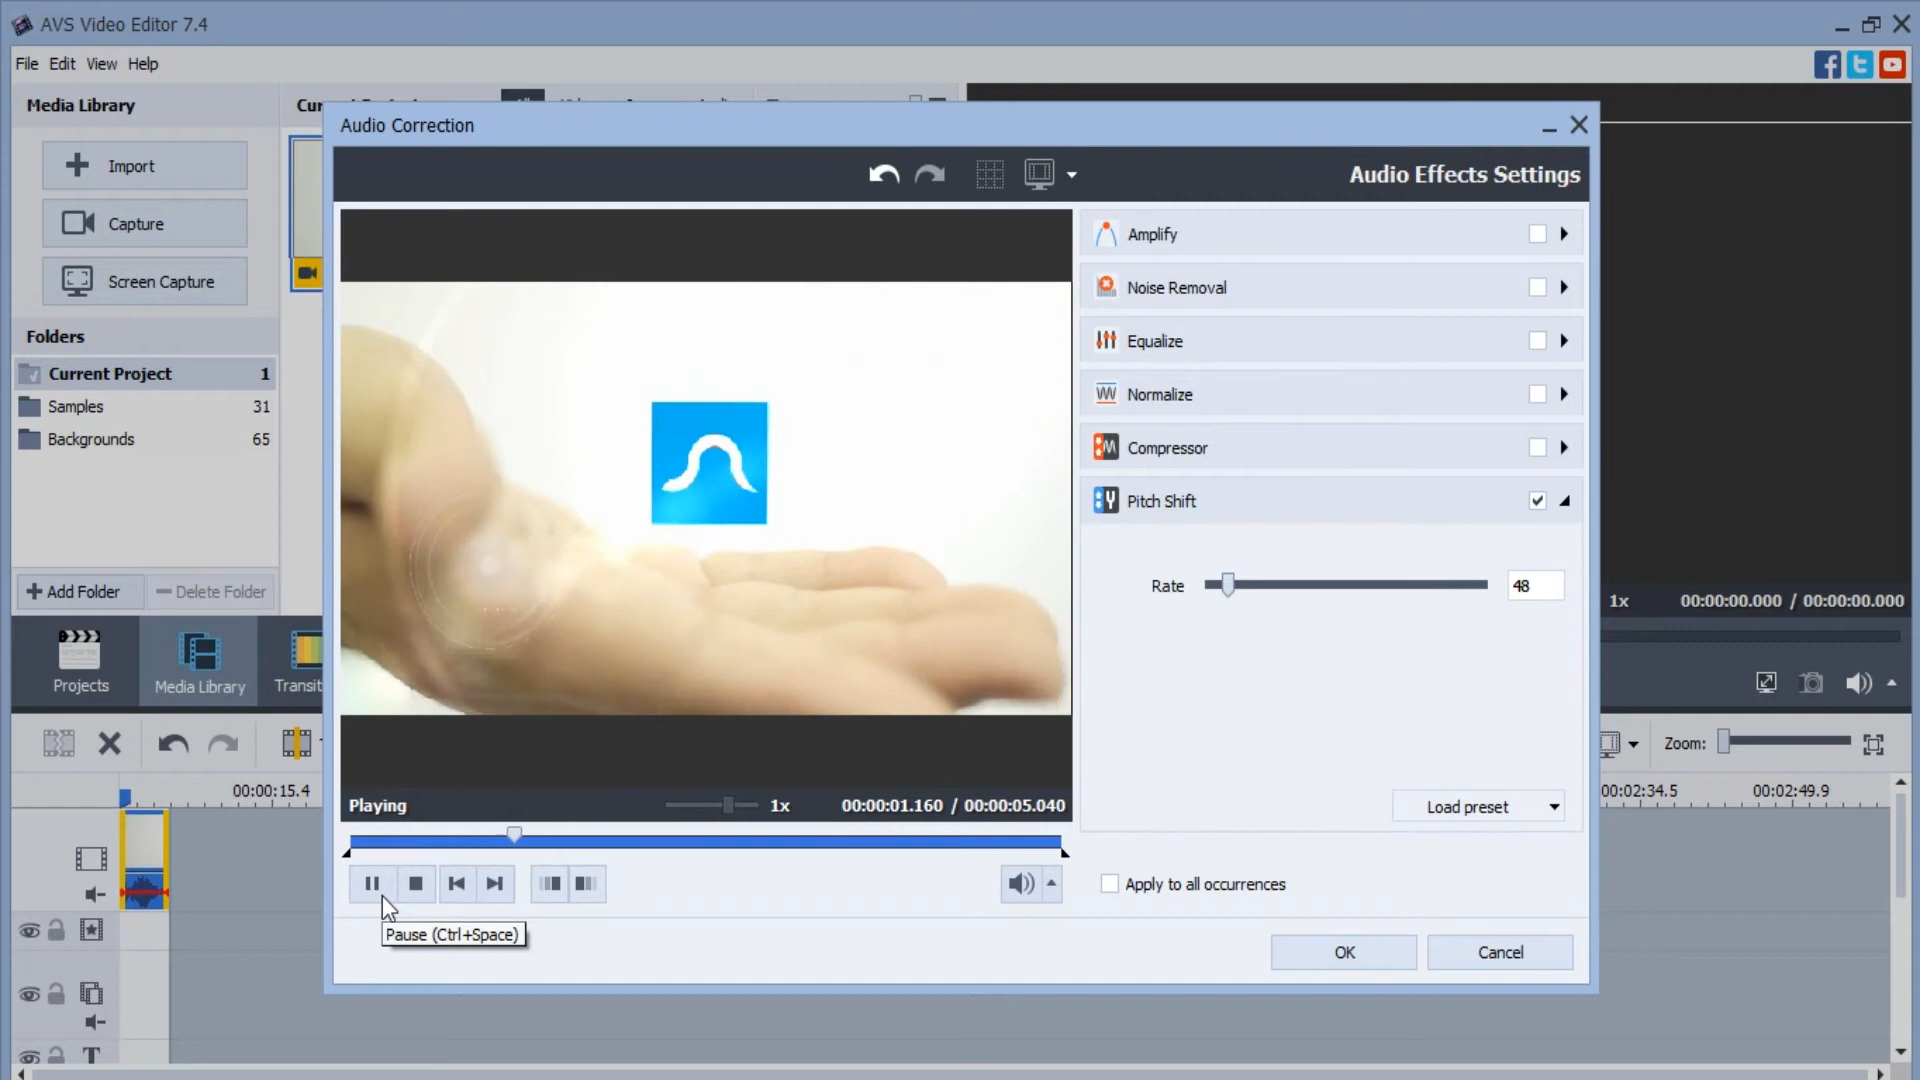 AVS Video Editor 7.4
File Edit View Help
Media Library
Import
Capture
Screen Capture
Folders
Current Project 1
Samples 31
Backgrounds 65
Add Folder
Delete Folder
Projects
Media Library
Audio Correction
Audio Effects Settings
Amplify
Noise Removal
Equalize
Normalize
Compressor
Pitch Shift
Rate 48
Load preset
Playing 1x 00:00:01.160 / 00:00:05.040
Apply to all occurrences
Pause (Ctrl+Space)
OK Cancel
1x 00:00:00.000 / 00:00:00.000
Zoom:
00:00:15.4
00:02:34.5 00:02:49.9
T